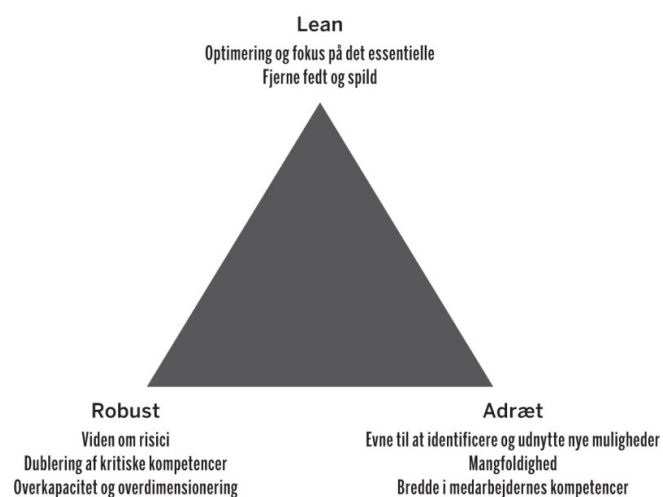 Lean
Optimering og fokus på det essentielle
Fjerne fedt og spild
Robust
Viden om risici
Dublering af kritiske kompetencer
Overkapacitet og overdimensionering
Adræt
Evne til at identificere og udnytte nye muligheder
Mangfoldighed
Bredde i medarbejdernes kompetencer